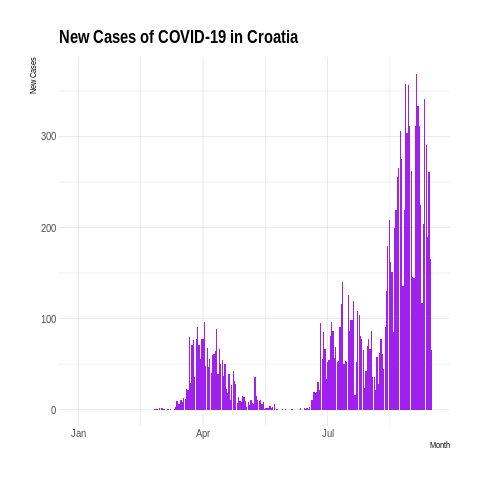 New Cases of COVID-19 in Croatia
New Cases
300
200
100
0
Jan Apr Jul
Month